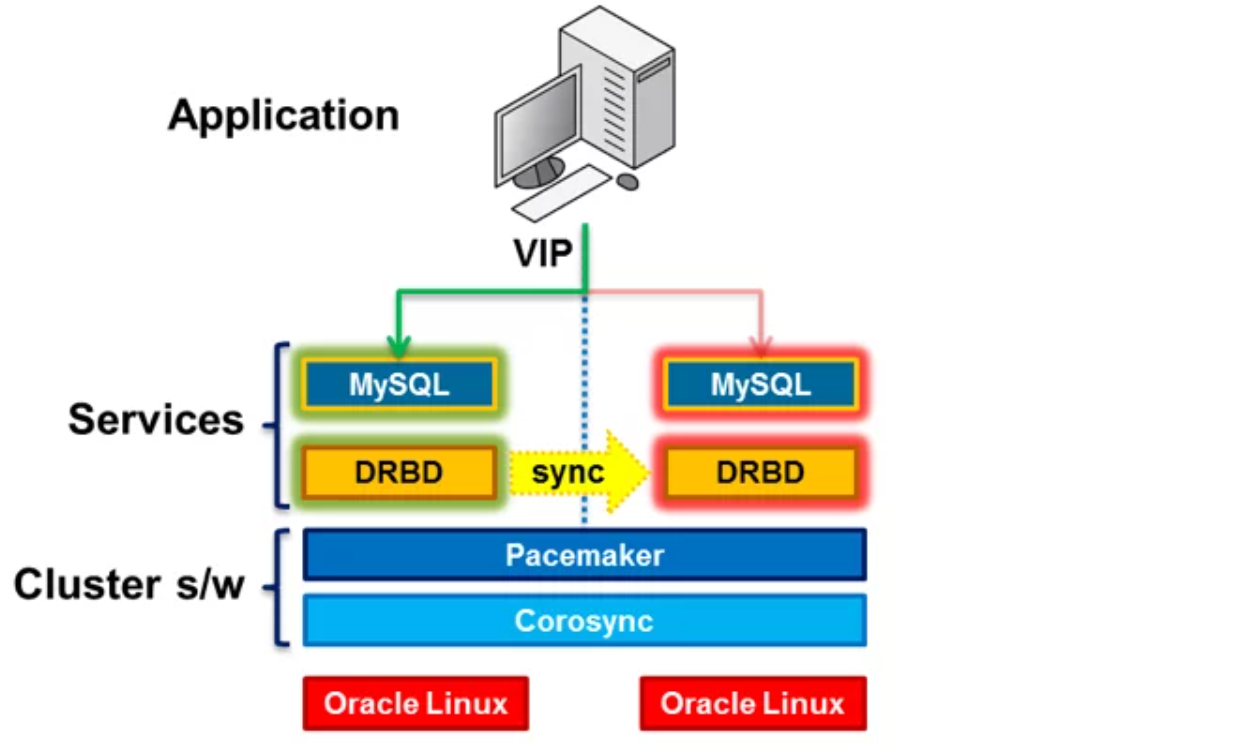 Application
VIP
Services
MySQL
MySQL
DRBD
sync
DRBD
Cluster s/w
Pacemaker
Corosync
Oracle Linux
Oracle Linux